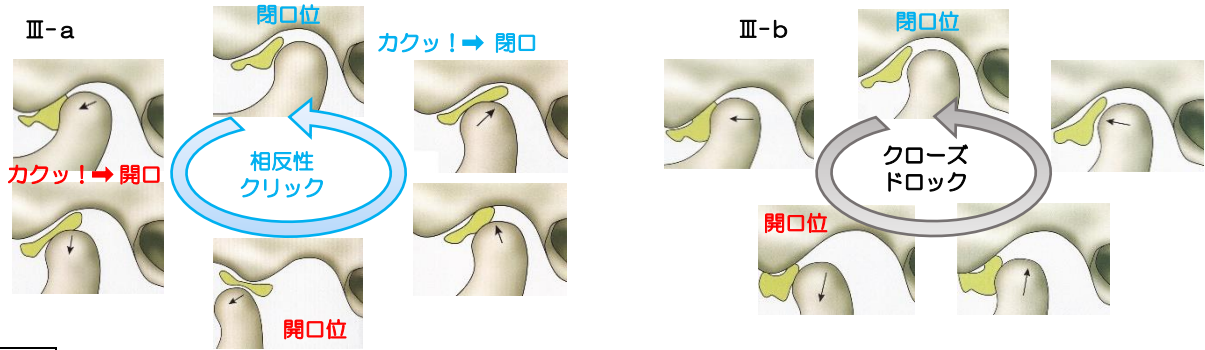 Ⅲ-a
閉口位
カクッ！➡ 閉口
カクッ！➡ 開口
相反性
クリック
開口位
Ⅲ-b
閉口位
クローズ
ドロック
開口位